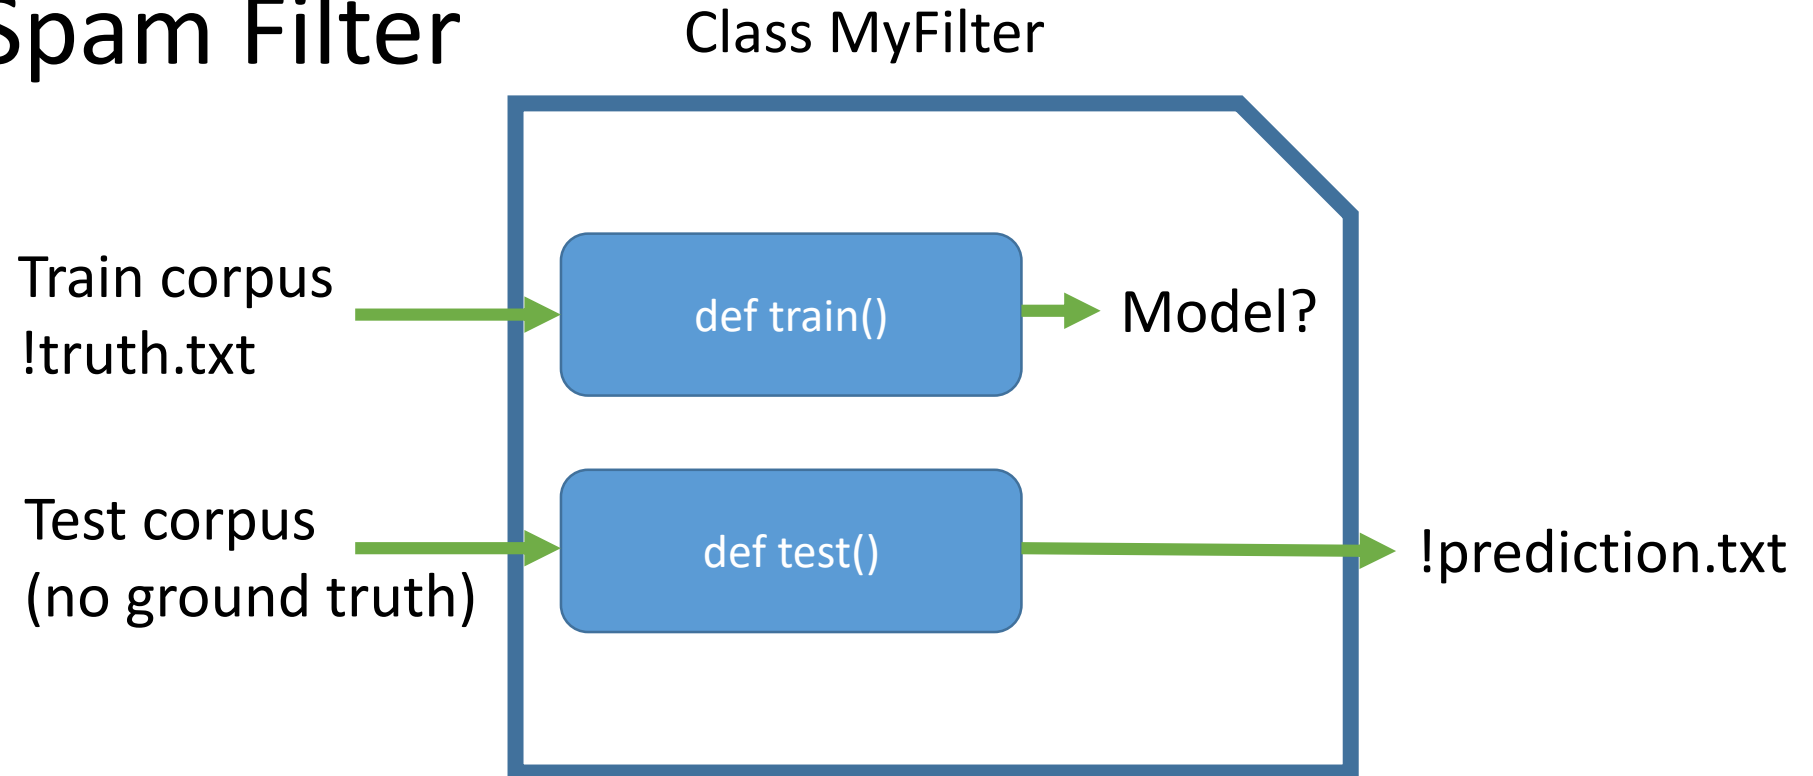 Spam Filter
Class MyFilter
Train corpus
!truth.txt
def train()
Model?
Test corpus
(no ground truth)
def test()
!prediction.txt